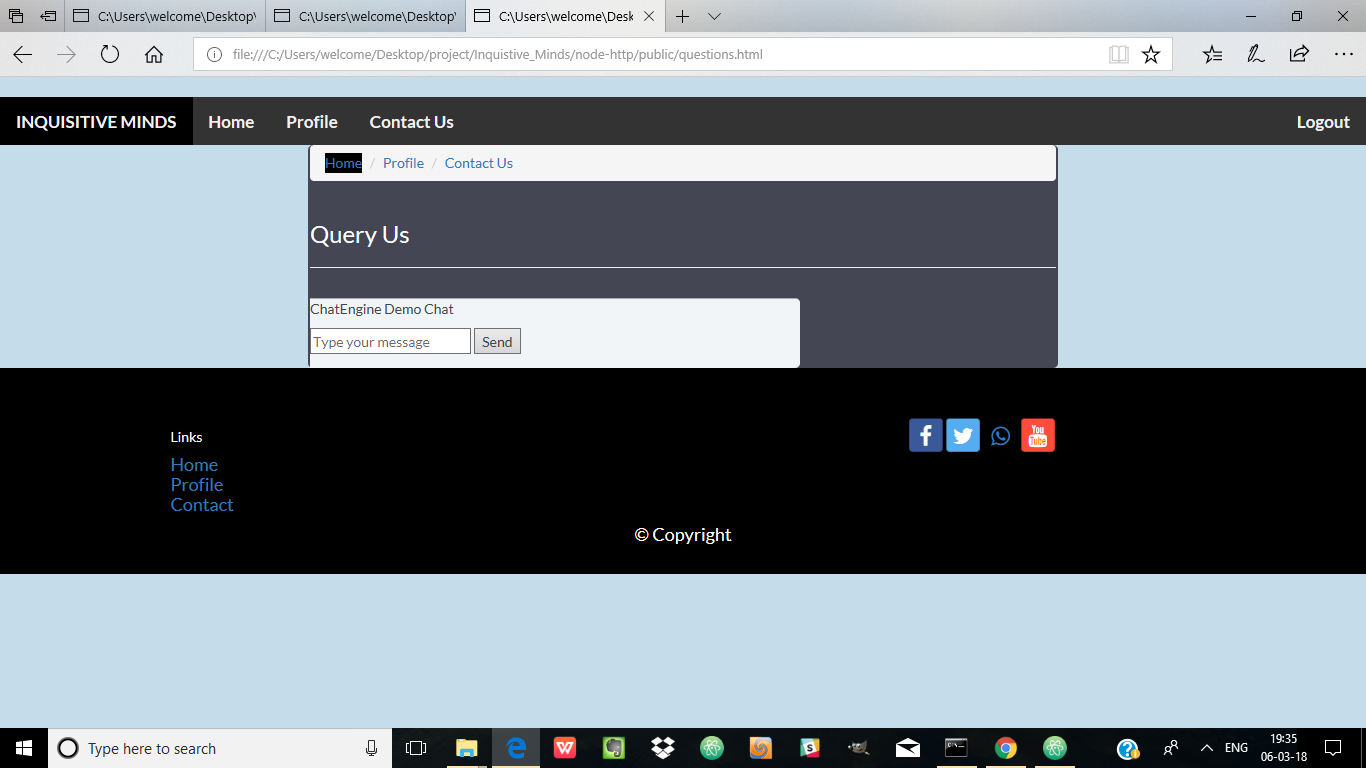 C:\Users\welcome\Desktop\ C:\Users\welcome\Desktop\ C:\Users\welcome\Desk
file:///C:/Users/welcome/Desktop/project/Inquistive_Minds/node-http/public/questions.html
INQUISITIVE MINDS Home Profile Contact Us Logout
Home / Profile / Contact Us
Query Us
ChatEngine Demo Chat
Type your message Send
Links
Home
Profile
Contact
You
Tube
© Copyright
Type here to search
ENG
19:35
06-03-18